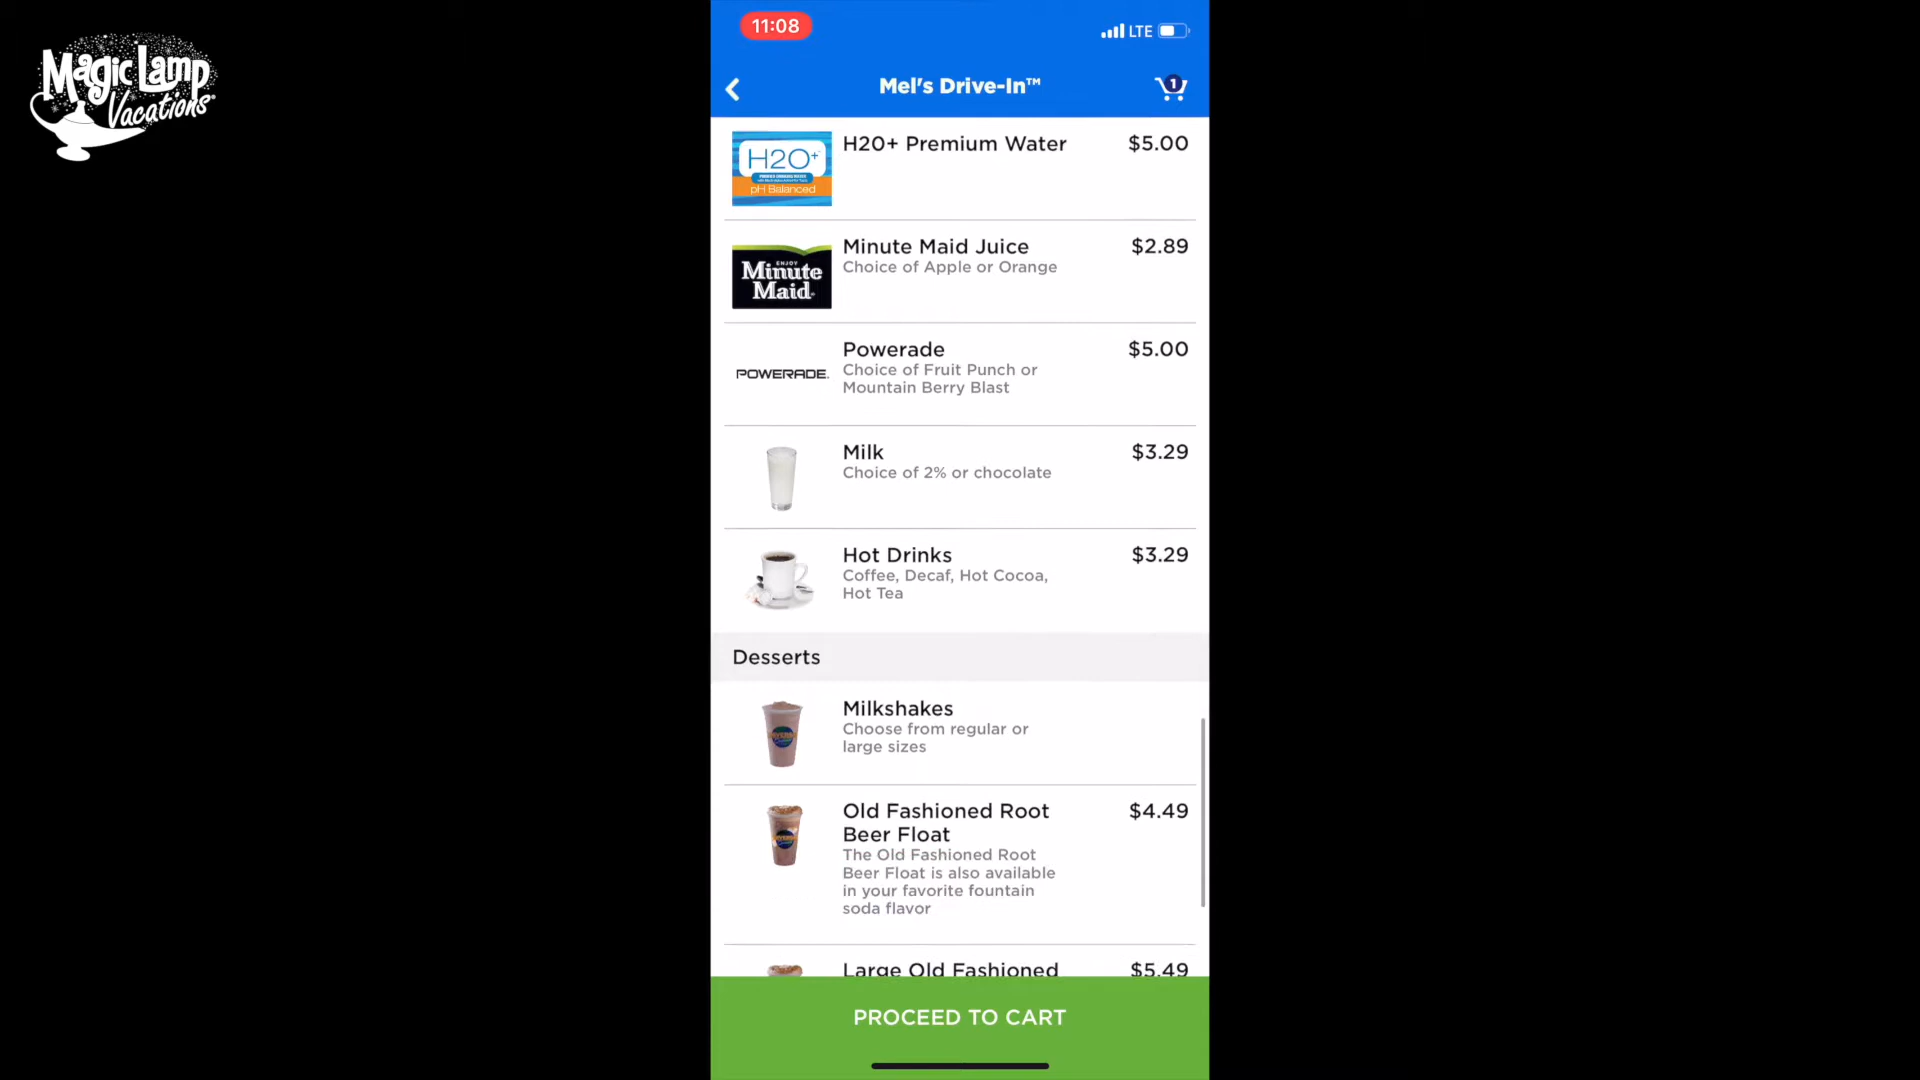 Magic Lamp
Vacations
11:08
LTE
Mel's Drive-In™
1
H2O+
pH Balanced
H20+ Premium Water
$5.00
ENJOY
Minute
Maid
Minute Maid Juice
$2.89
Choice of Apple or Orange
POWERADE
Powerade
$5.00
Choice of Fruit Punch or
Mountain Berry Blast
Milk
$3.29
Choice of 2% or chocolate
Hot Drinks
$3.29
Coffee, Decaf, Hot Cocoa,
Hot Tea
Desserts
Milkshakes
Choose from regular or
large sizes
Old Fashioned Root
Beer Float
$4.49
The Old Fashioned Root
Beer Float is also available
in your favorite fountain
soda flavor
Large Old Fashioned
$5.49
PROCEED TO CART